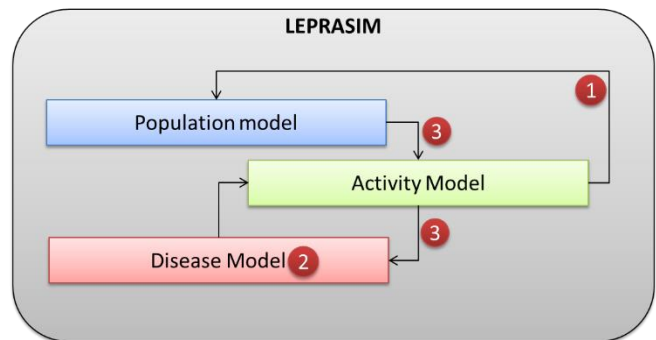 LEPRASIM
1
Population model
3
Activity Model
3
Disease Model 2